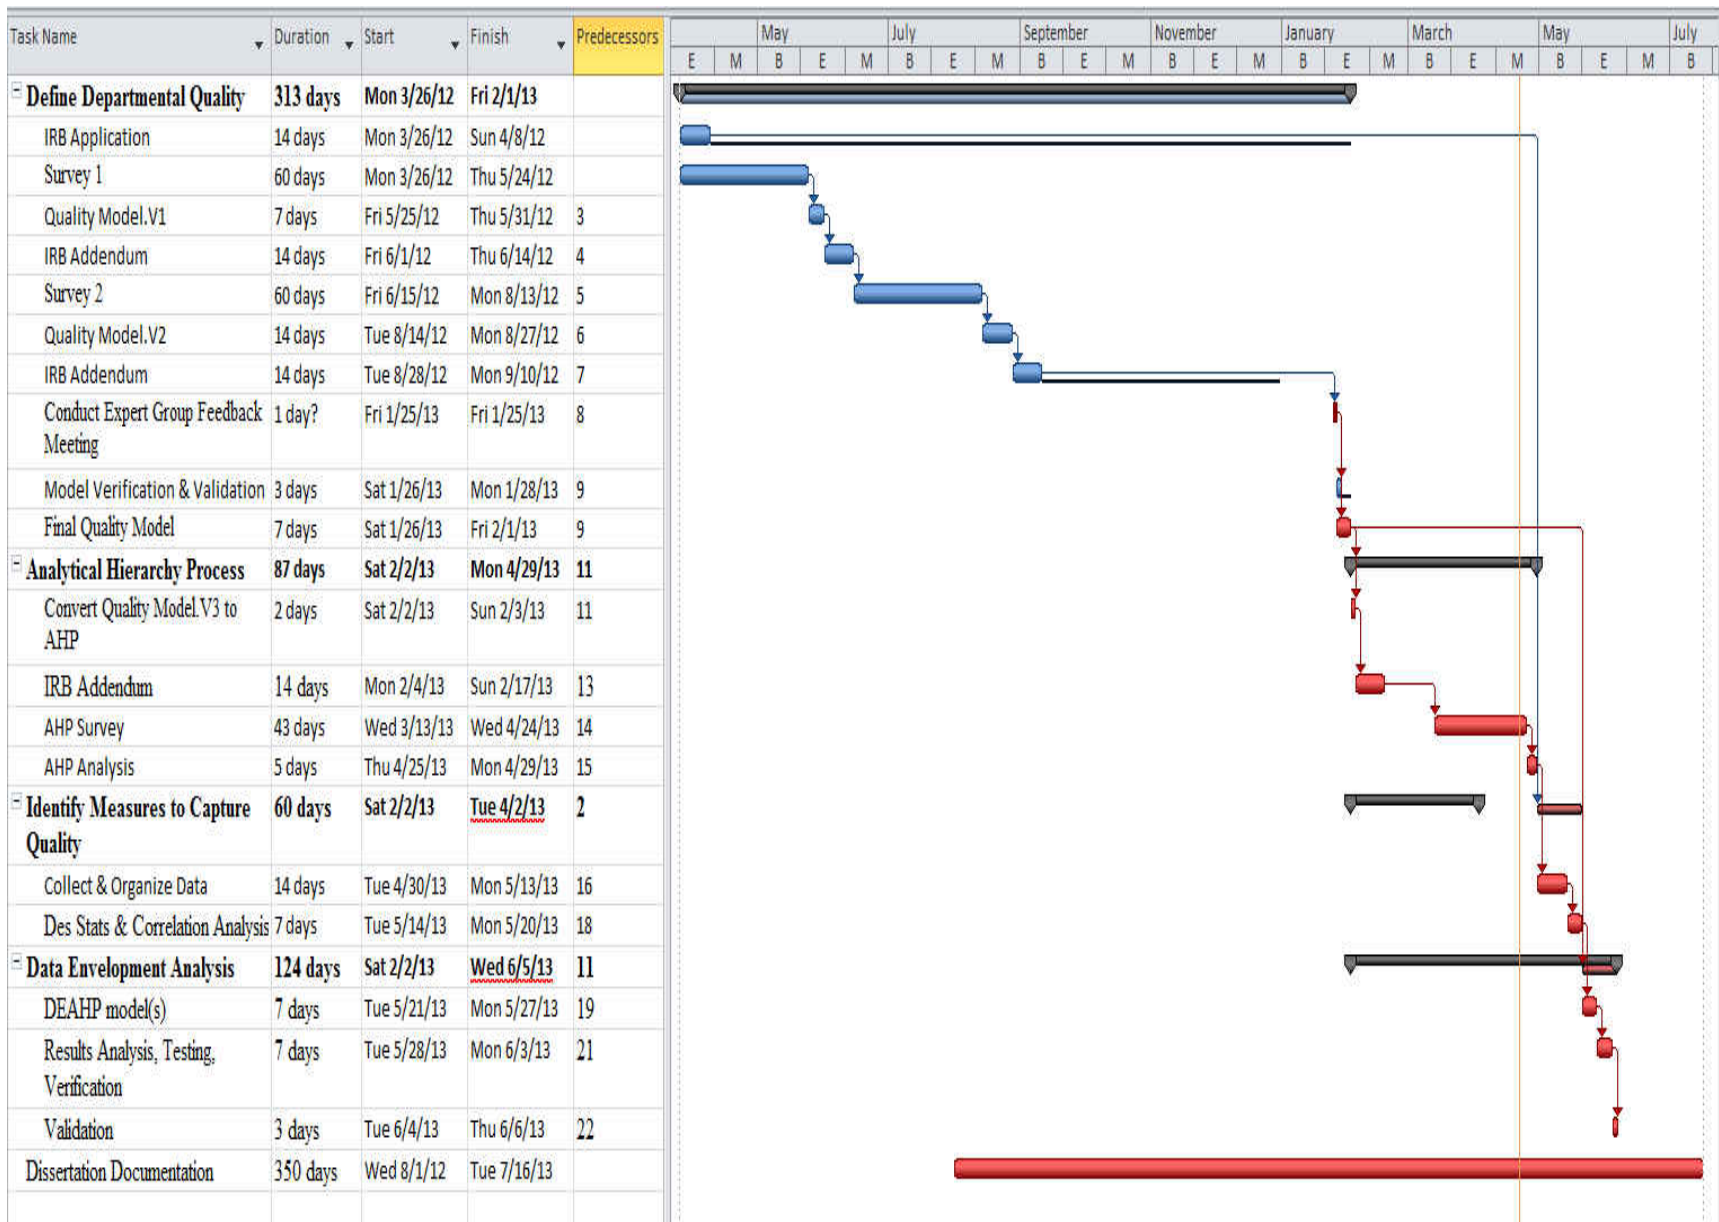 Task Name Duration Start Finish Predecessors May July September November January March May July
E M B E M B E M B E M B E M B E M B E M B E M B
Define Departmental Quality 313 days Mon 3/26/12 Fri 2/1/13
IRB Application 14 days Mon 3/26/12 Sun 4/8/12
Survey 1 60 days Mon 3/26/12 Thu 5/24/12
Quality Model.V1 7 days Fri 5/25/12 Thu 5/31/12 3
IRB Addendum 14 days Fri 6/1/12 Thu 6/14/12 4
Survey 2 60 days Fri 6/15/12 Mon 8/13/12 5
Quality Model.V2 14 days Tue 8/14/12 Mon 8/27/12 6
IRB Addendum 14 days Tue 8/28/12 Mon 9/10/12 7
Conduct Expert Group Feedback 1 day? Fri 1/25/13 Fri 1/25/13 8
Meeting
Model Verification & Validation 3 days Sat 1/26/13 Mon 1/28/13 9
Final Quality Model 7 days Sat 1/26/13 Fri 2/1/13 9
Analytical Hierarchy Process 87 days Sat 2/2/13 Mon 4/29/13 11
Convert Quality Model.V3 to 2 days Sat 2/2/13 Sun 2/3/13 11
AHP
IRB Addendum 14 days Mon 2/4/13 Sun 2/17/13 13
AHP Survey 43 days Wed 3/13/13 Wed 4/24/13 14
AHP Analysis 5 days Thu 4/25/13 Mon 4/29/13 15
Identify Measures to Capture 60 days Sat 2/2/13 Tue 4/2/13 2
Quality
Collect & Organize Data 14 days Tue 4/30/13 Mon 5/13/13 16
Des Stats & Correlation Analysis 7 days Tue 5/14/13 Mon 5/20/13 18
Data Envelopment Analysis 124 days Sat 2/2/13 Wed 6/5/13 11
DEAHP model(s) 7 days Tue 5/21/13 Mon 5/27/13 19
Results Analysis, Testing, 7 days Tue 5/28/13 Mon 6/3/13 21
Verification
Validation 3 days Tue 6/4/13 Thu 6/6/13 22
Dissertation Documentation 350 days Wed 8/1/12 Tue 7/16/13